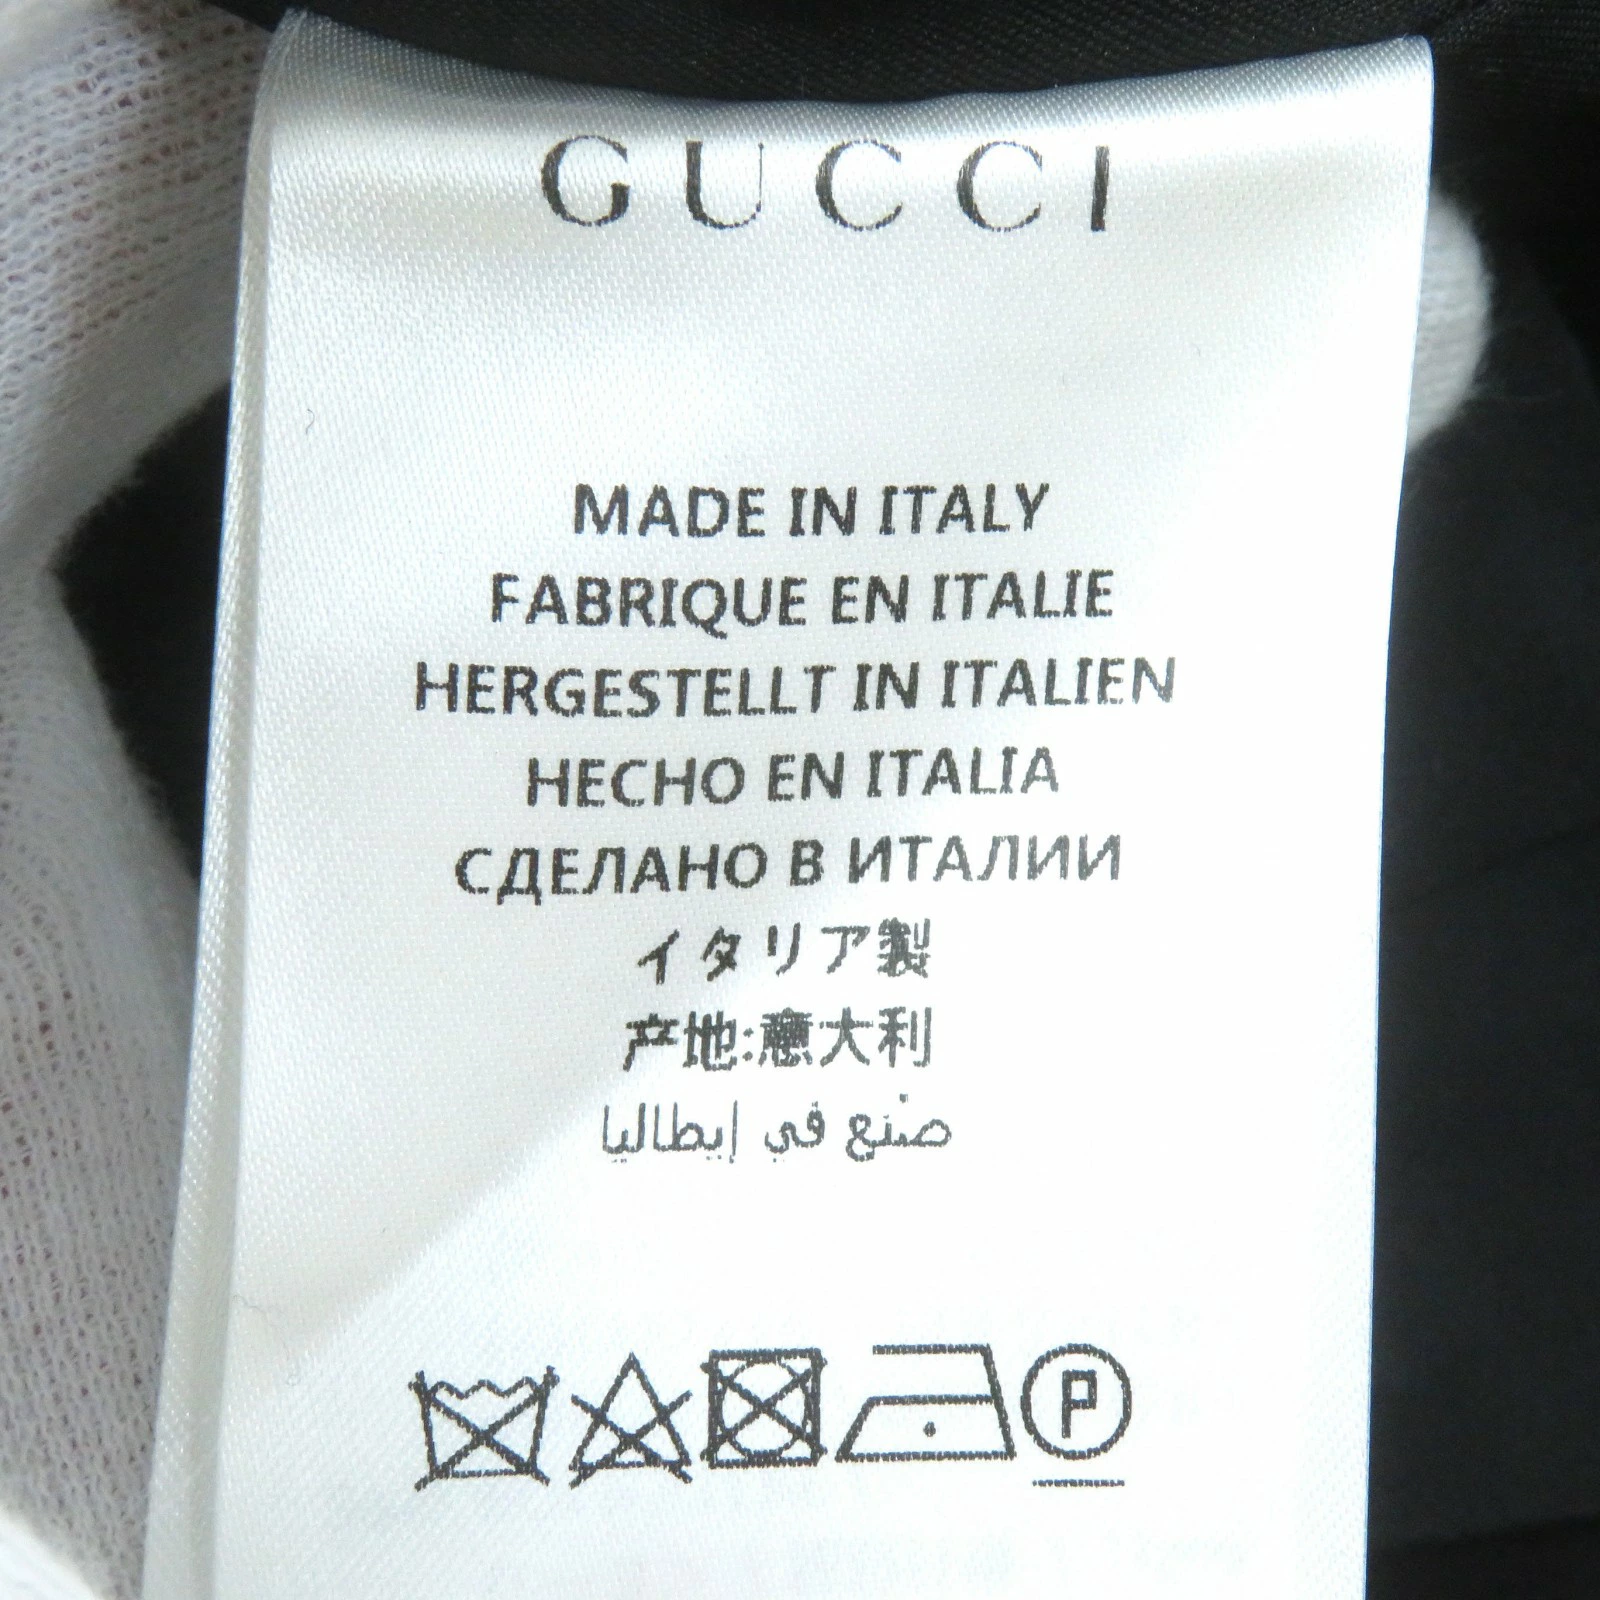 GUCCI
MADE IN ITALY
FABRIQUE EN ITALIE
HERGESTELLT IN ITALIEN
HECHO EN ITALIA
СДЕЛАНО В ИТАЛИИ
イタリア製
产地:意大利
صنع في إيطاليا
P